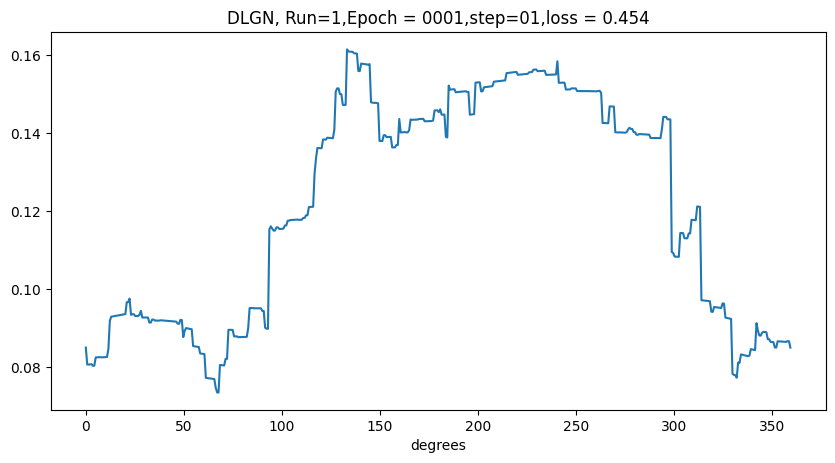 DLGN, Run=1,Epoch = 0001,step=01,loss = 0.454
0.16
0.14
0.12
0.10
0.08
0 50 100 150 200 250 300 350
degrees